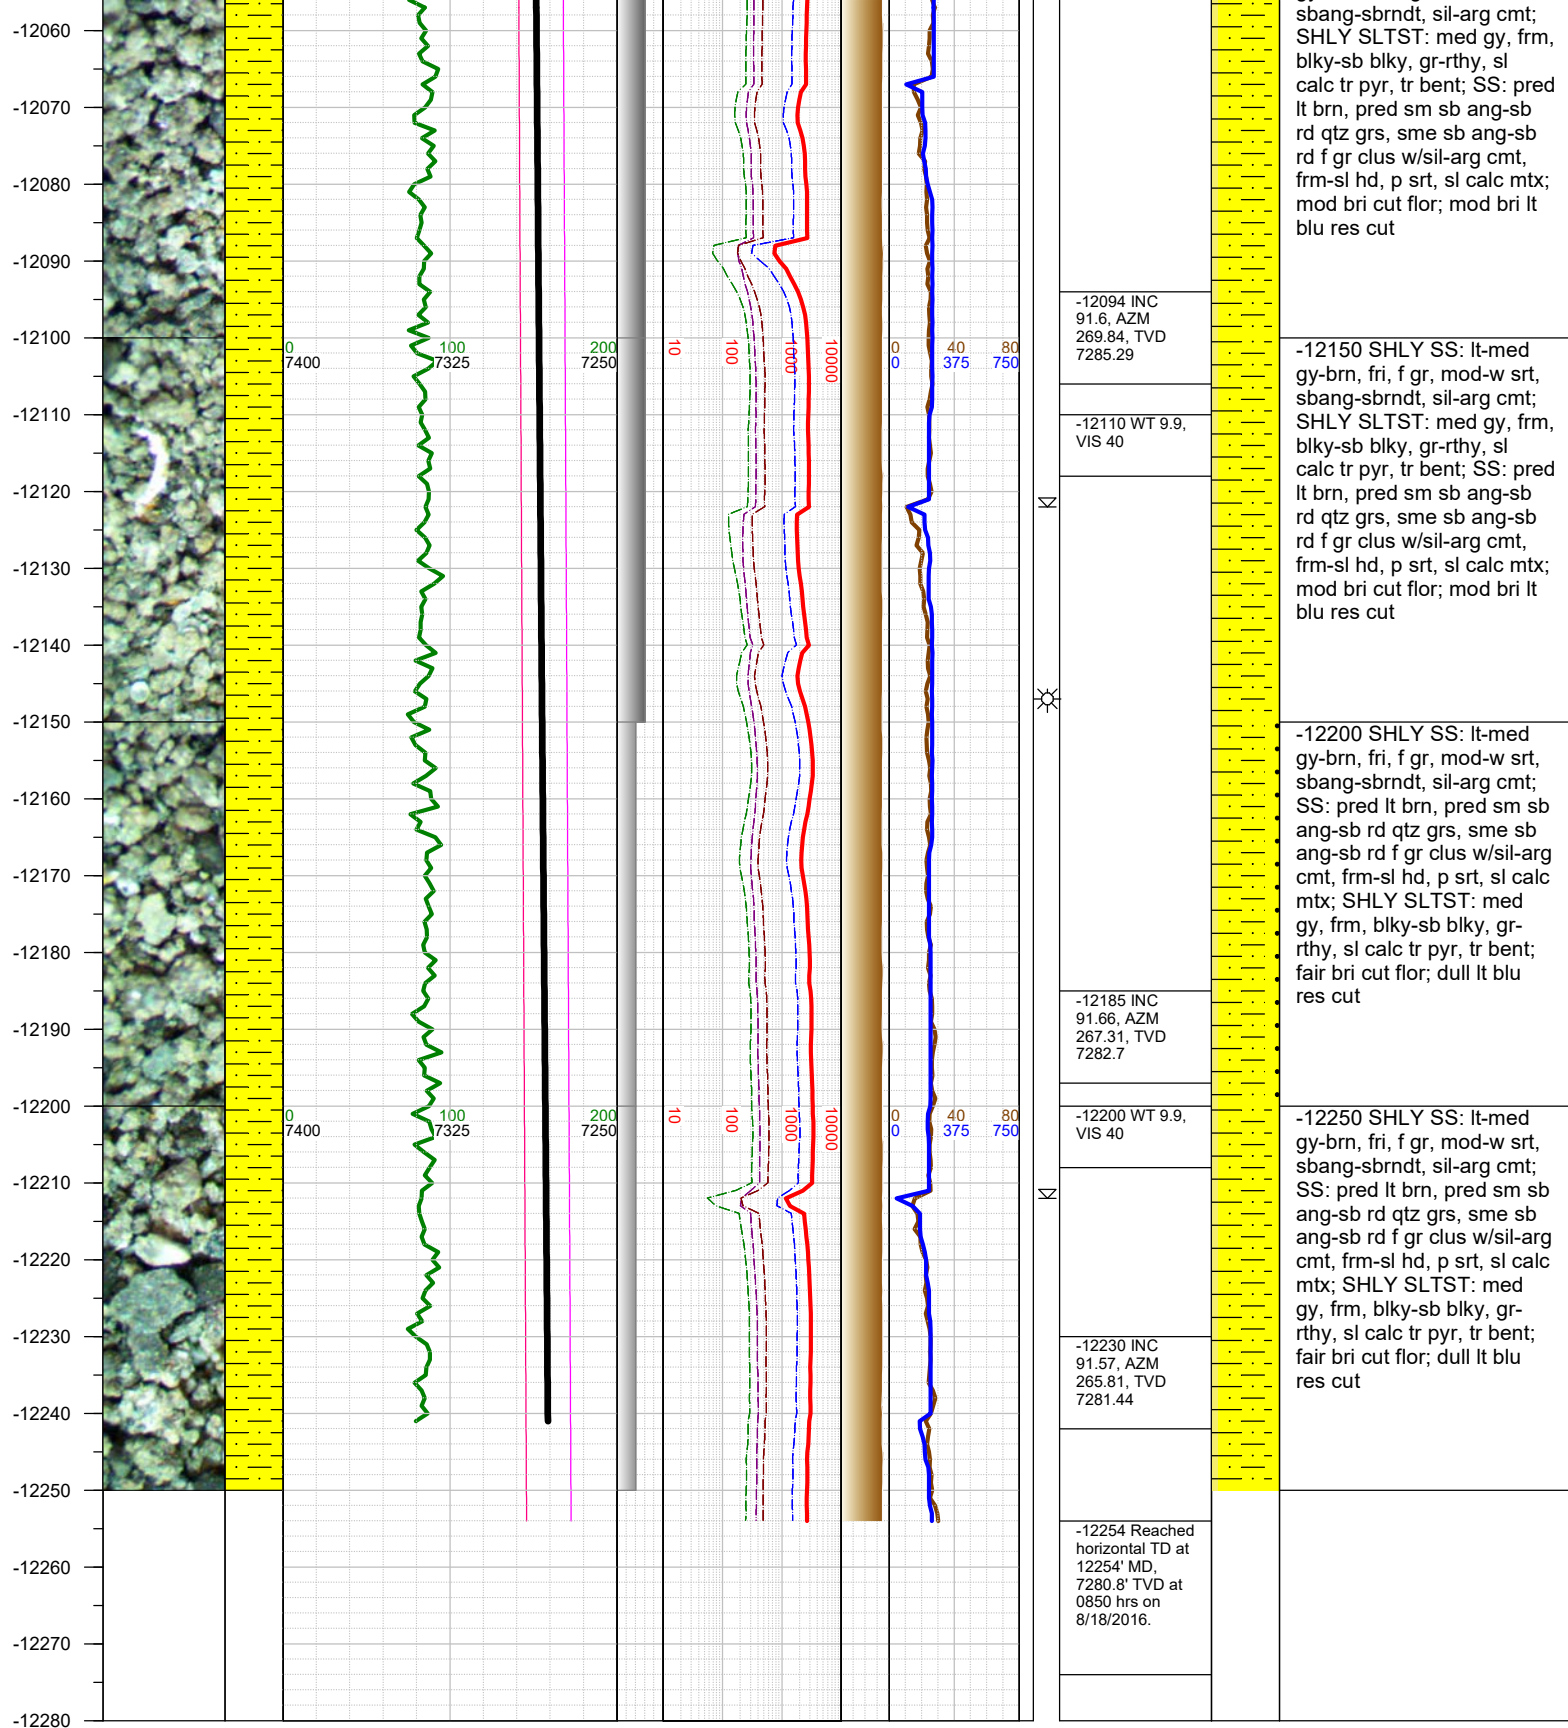 -12060
-12070
-12080
-12090
-12100
-12110
-12120
-12130
-12140
-12150
-12160
-12170
-12180
-12190
-12200
-12210
-12220
-12230
-12240
-12250
-12260
-12270
-12280
0 100 200
7400 7325 7250
10 100 1000 10000
0 40 80
0 375 750
0 100 200
7400 7325 7250
10 100 1000 10000
0 40 80
0 375 750
-12094 INC
91.6, AZM
269.84, TVD
7285.29
-12110 WT 9.9,
VIS 40
-12185 INC
91.66, AZM
267.31, TVD
7282.7
-12200 WT 9.9,
VIS 40
-12230 INC
91.57, AZM
265.81, TVD
7281.44
-12254 Reached
horizontal TD at
12254' MD,
7280.8' TVD at
0850 hrs on
8/18/2016.
sbang-sbrndt, sil-arg cmt;
SHLY SLTST: med gy, frm,
blky-sb blky, gr-rthy, sl
calc tr pyr, tr bent; SS: pred
lt brn, pred sm sb ang-sb
rd qtz grs, sme sb ang-sb
rd f gr clus w/sil-arg cmt,
frm-sl hd, p srt, sl calc mtx;
mod bri cut flor; mod bri lt
blu res cut
-12150 SHLY SS: lt-med
gy-brn, fri, f gr, mod-w srt,
sbang-sbrndt, sil-arg cmt;
SHLY SLTST: med gy, frm,
blky-sb blky, gr-rthy, sl
calc tr pyr, tr bent; SS: pred
lt brn, pred sm sb ang-sb
rd qtz grs, sme sb ang-sb
rd f gr clus w/sil-arg cmt,
frm-sl hd, p srt, sl calc mtx;
mod bri cut flor; mod bri lt
blu res cut
-12200 SHLY SS: lt-med
gy-brn, fri, f gr, mod-w srt,
sbang-sbrndt, sil-arg cmt;
SS: pred lt brn, pred sm sb
ang-sb rd qtz grs, sme sb
ang-sb rd f gr clus w/sil-arg
cmt, frm-sl hd, p srt, sl calc
mtx; SHLY SLTST: med
gy, frm, blky-sb blky, gr-
rthy, sl calc tr pyr, tr bent;
fair bri cut flor; dull lt blu
res cut
-12250 SHLY SS: lt-med
gy-brn, fri, f gr, mod-w srt,
sbang-sbrndt, sil-arg cmt;
SS: pred lt brn, pred sm sb
ang-sb rd qtz grs, sme sb
ang-sb rd f gr clus w/sil-arg
cmt, frm-sl hd, p srt, sl calc
mtx; SHLY SLTST: med
gy, frm, blky-sb blky, gr-
rthy, sl calc tr pyr, tr bent;
fair bri cut flor; dull lt blu
res cut